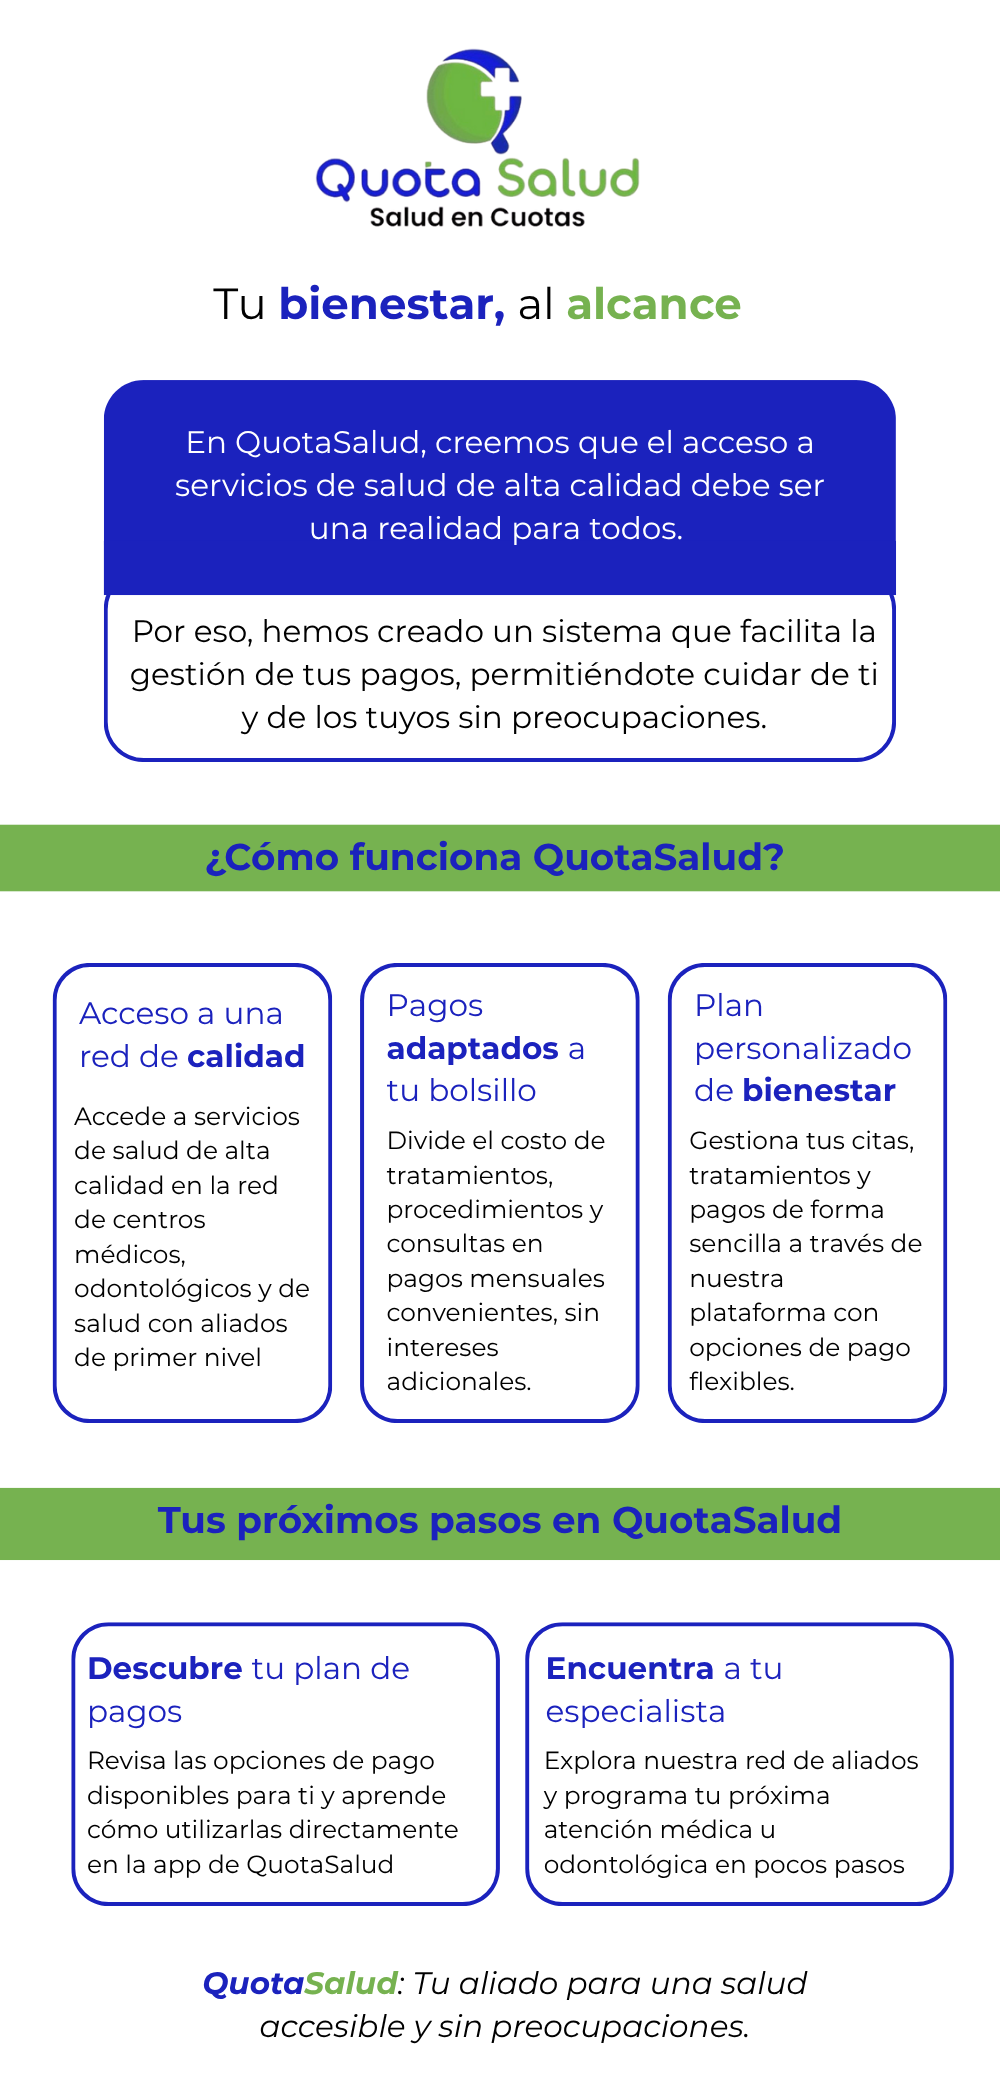 Quota Salud
Salud en Cuotas
Tu bienestar, al alcance
En QuotaSalud, creemos que el acceso a
servicios de salud de alta calidad debe ser
una realidad para todos.
Por eso, hemos creado un sistema que facilita la
gestión de tus pagos, permitiéndote cuidar de ti
y de los tuyos sin preocupaciones.
¿Cómo funciona QuotaSalud?
Acceso a una
red de calidad
Accede a servicios
de salud de alta
calidad en la red
de centros
médicos,
odontológicos y de
salud con aliados
de primer nivel
Pagos
adaptados a
tu bolsillo
Divide el costo de
tratamientos,
procedimientos y
consultas en
pagos mensuales
convenientes, sin
intereses
adicionales.
Plan
personalizado
de bienestar
Gestiona tus citas,
tratamientos y
pagos de forma
sencilla a través de
nuestra
plataforma con
opciones de pago
flexibles.
Tus próximos pasos en QuotaSalud
Descubre tu plan de
pagos
Revisa las opciones de pago
disponibles para ti y aprende
cómo utilizarlas directamente
en la app de QuotaSalud
Encuentra a tu
especialista
Explora nuestra red de aliados
y programa tu próxima
atención médica u
odontológica en pocos pasos
QuotaSalud: Tu aliado para una salud
accesible y sin preocupaciones.